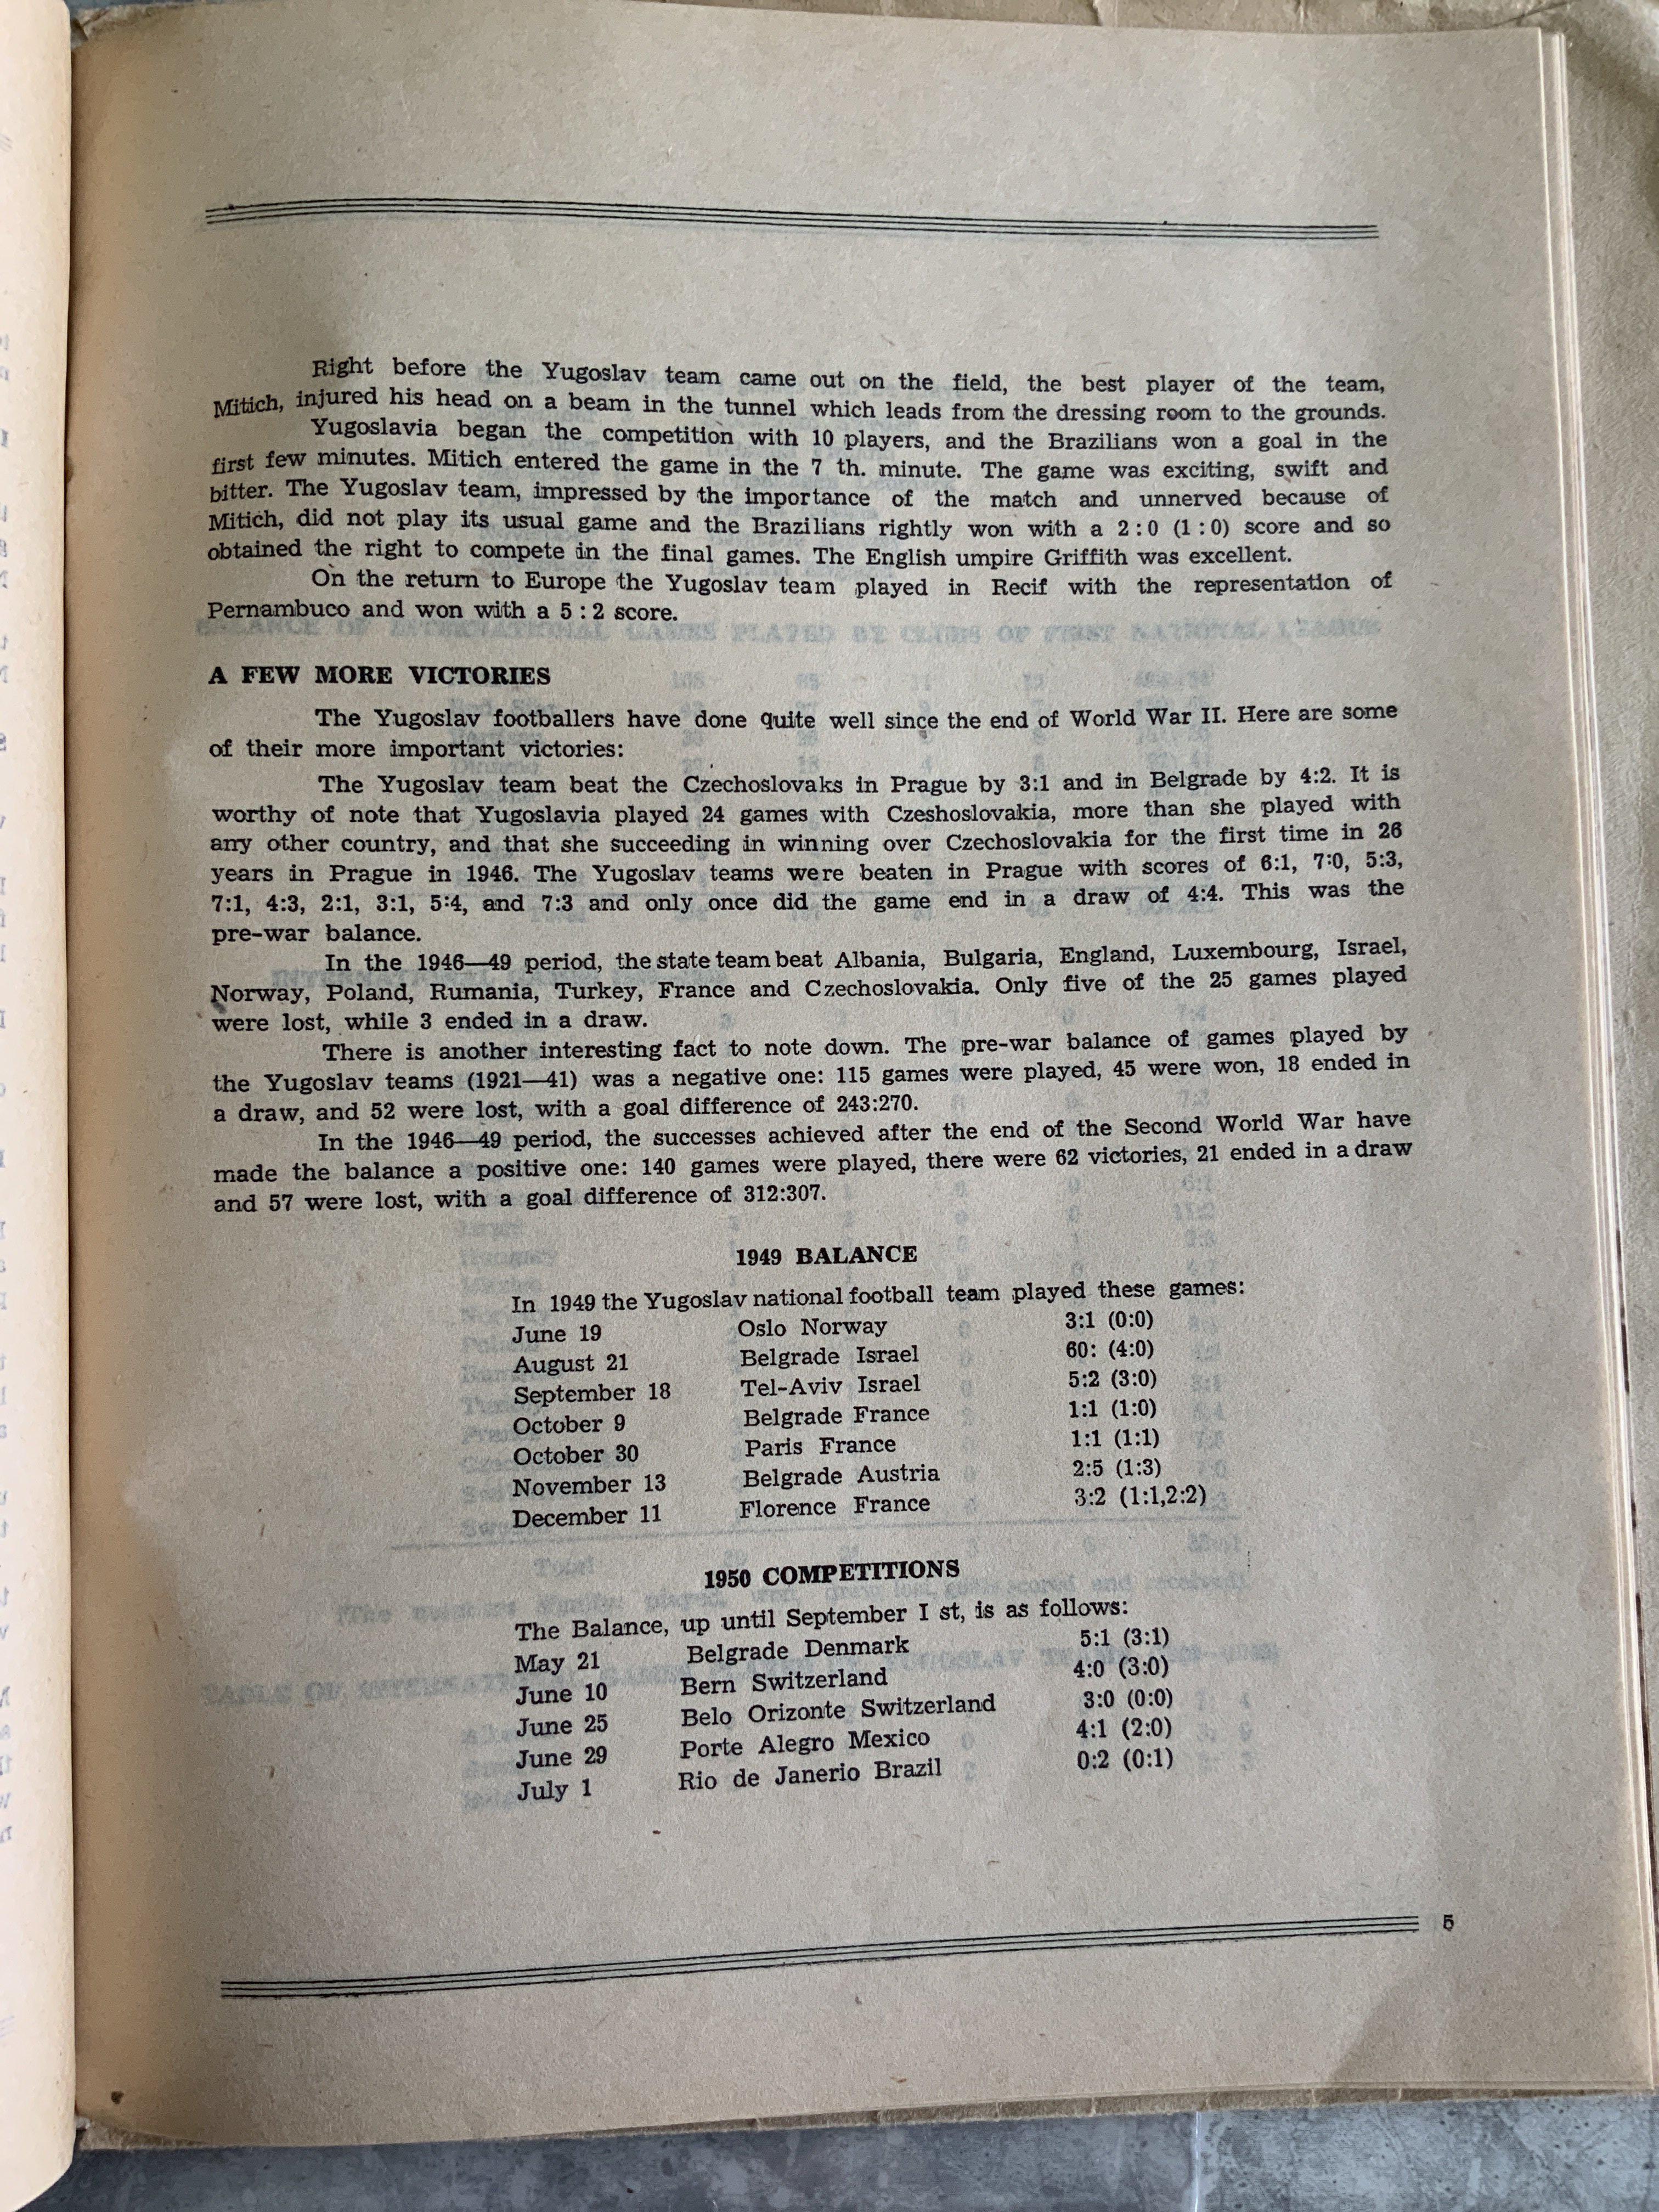 Right before the Yugoslav team came out on the field, the best player of the team,
Mitich, injured his head on a beam in the tunnel which leads from the dressing room to the grounds.
Yugoslavia began the competition with 10 players, and the Brazilians won a goal in the
first few minutes. Mitich entered the game in the 7 th. minute. The game was exciting, swift and
bitter. The Yugoslav team, impressed by the importance of the match and unnerved because of
Mitich, did not play its usual game and the Brazilians rightly won with a 2:0 (1:0) score and so
obtained the right to compete in the final games. The English umpire Griffith was excellent.
On the return to Europe the Yugoslav team played in Recif with the representation of
Pernambuco and won with a 5:2 score.
A FEW MORE VICTORIES
The Yugoslav footballers have done quite well since the end of World War II. Here are some
of their more important victories:
The Yugoslav team beat the Czechoslovaks in Prague by 3:1 and in Belgrade by 4:2. It is
worthy of note that Yugoslavia played 24 games with Czeshoslovakia, more than she played with
any other country, and that she succeeding in winning over Czechoslovakia for the first time in 26
years in Prague in 1946. The Yugoslav teams were beaten in Prague with scores of 6:1, 7:0, 5:3,
7:1, 4:3, 2:1, 3:1, 5:4, and 7:3 and only once did the game end in a draw of 4:4. This was the
pre-war balance.
In the 1946—49 period, the state team beat Albania, Bulgaria, England, Luxembourg, Israel,
Norway, Poland, Rumania, Turkey, France and Czechoslovakia. Only five of the 25 games played
were lost, while 3 ended in a draw.
There is another interesting fact to note down. The pre-war balance of games played by
the Yugoslav teams (1921—41) was a negative one: 115 games were played, 45 were won, 18 ended in
a draw, and 52 were lost, with a goal difference of 243:270.
In the 1946—49 period, the successes achieved after the end of the Second World War have
made the balance a positive one: 140 games were played, there were 62 victories, 21 ended in a draw
and 57 were lost, with a goal difference of 312:307.
1949 BALANCE
In 1949 the Yugoslav national football team played these games:
June 19 Oslo Norway 3:1 (0:0)
August 21 Belgrade Israel 60: (4:0)
September 18 Tel-Aviv Israel 5:2 (3:0)
October 9 Belgrade France 1:1 (1:0)
October 30 Paris France 1:1 (1:1)
November 13 Belgrade Austria 2:5 (1:3)
December 11 Florence France 3:2 (1:1,2:2)
1950 COMPETITIONS
The Balance, up until September I st, is as follows:
May 21 Belgrade Denmark 5:1 (3:1)
June 10 Bern Switzerland 4:0 (3:0)
June 25 Belo Orizonte Switzerland 3:0 (0:0)
June 29 Porte Alegro Mexico 4:1 (2:0)
July 1 Rio de Janerio Brazil 0:2 (0:1)
5